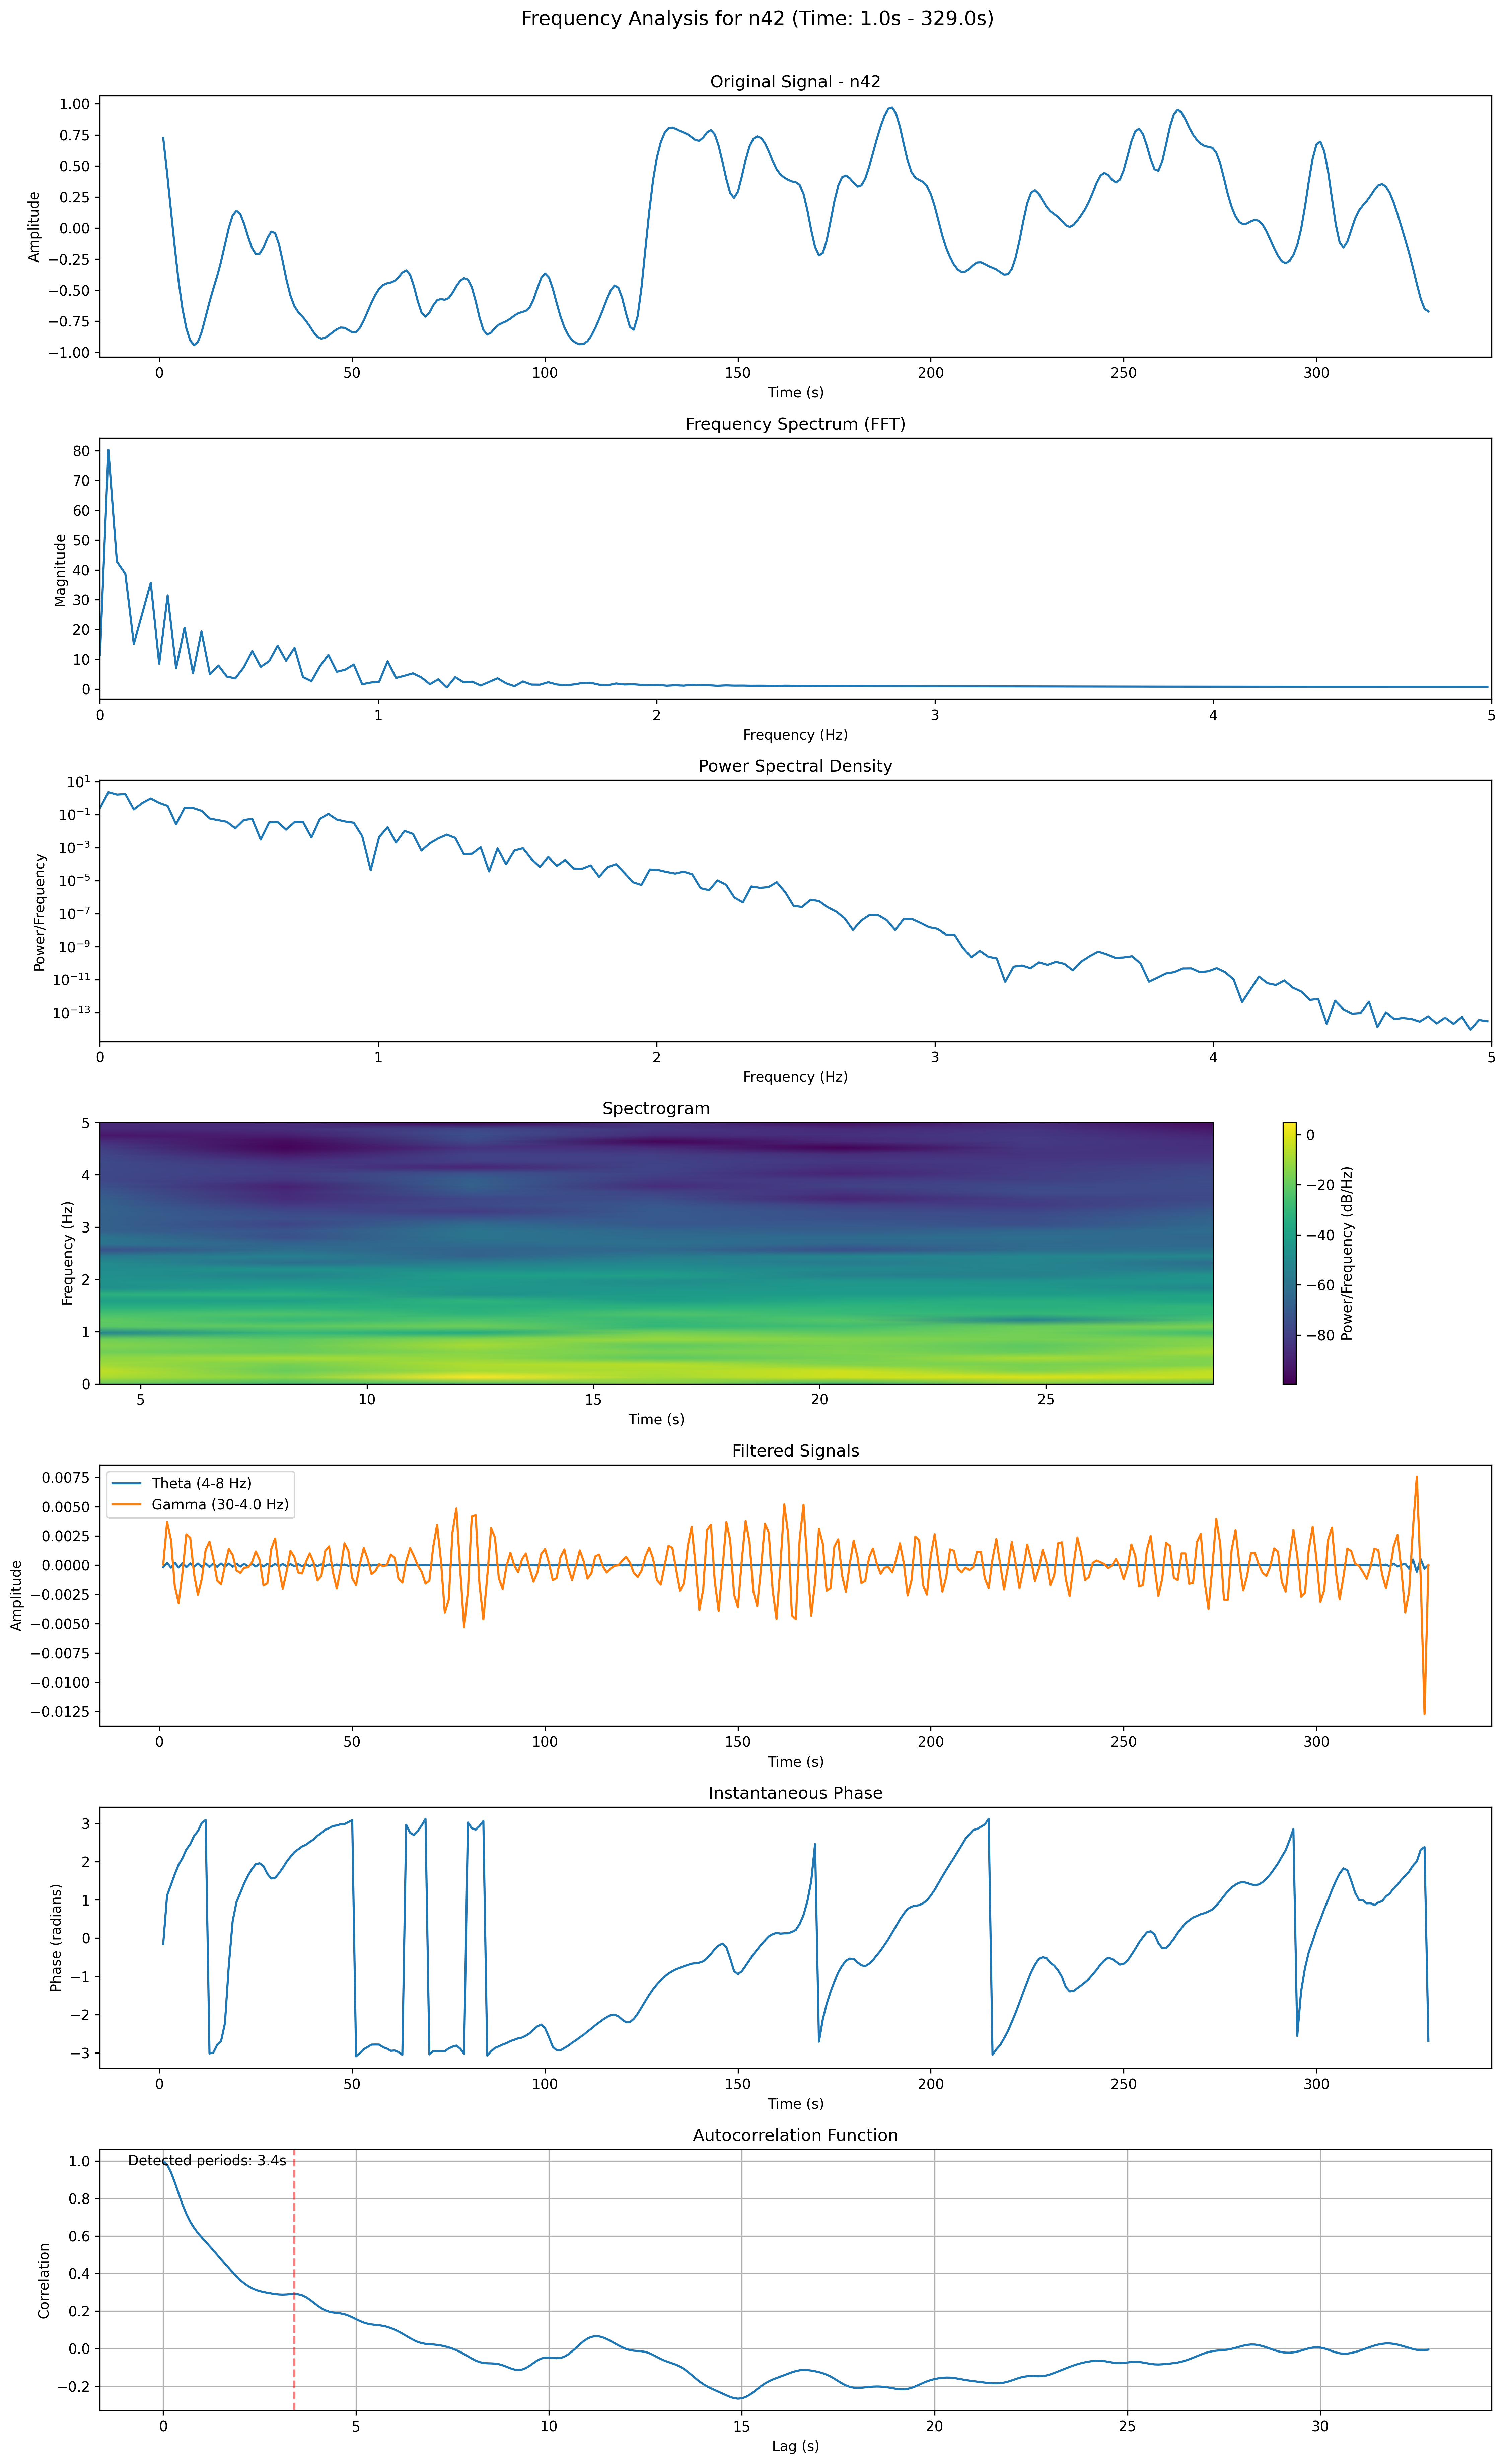 Frequency Analysis for n42 (Time: 1.0s - 329.0s)
Original Signal - n42
1.00
0.75
0.50
0.25
0.00
−0.25
−0.50
−0.75
−1.00
Amplitude
0 50 100 150 200 250 300
Time (s)
Frequency Spectrum (FFT)
80
70
60
50
40
30
20
10
0
Magnitude
0 1 2 3 4 5
Frequency (Hz)
Power Spectral Density
10¹
10⁻¹
10⁻³
10⁻⁵
10⁻⁷
10⁻⁹
10⁻¹¹
10⁻¹³
Power/Frequency
0 1 2 3 4 5
Frequency (Hz)
Spectrogram
5
4
3
2
1
0
Frequency (Hz)
5 10 15 20 25
Time (s)
0
−20
−40
−60
−80
Power/Frequency (dB/Hz)
Filtered Signals
Theta (4-8 Hz)
Gamma (30-4.0 Hz)
0.0075
0.0050
0.0025
0.0000
−0.0025
−0.0050
−0.0075
−0.0100
−0.0125
Amplitude
0 50 100 150 200 250 300
Time (s)
Instantaneous Phase
3
2
1
0
−1
−2
−3
Phase (radians)
0 50 100 150 200 250 300
Time (s)
Autocorrelation Function
Detected periods: 3.4s
1.0
0.8
0.6
0.4
0.2
0.0
−0.2
Correlation
0 5 10 15 20 25 30
Lag (s)